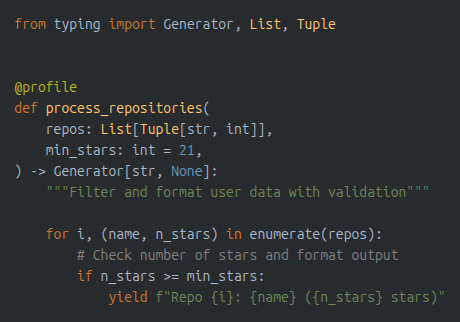 from typing import Generator, List, Tuple
@profile
def process_repositories(
    repos: List[Tuple[str, int]],
    min_stars: int = 21,
) -> Generator[str, None]:
    """Filter and format user data with validation"""
    for i, (name, n_stars) in enumerate(repos):
        # Check number of stars and format output
        if n_stars >= min_stars:
            yield f"Repo {i}: {name} ({n_stars} stars)"